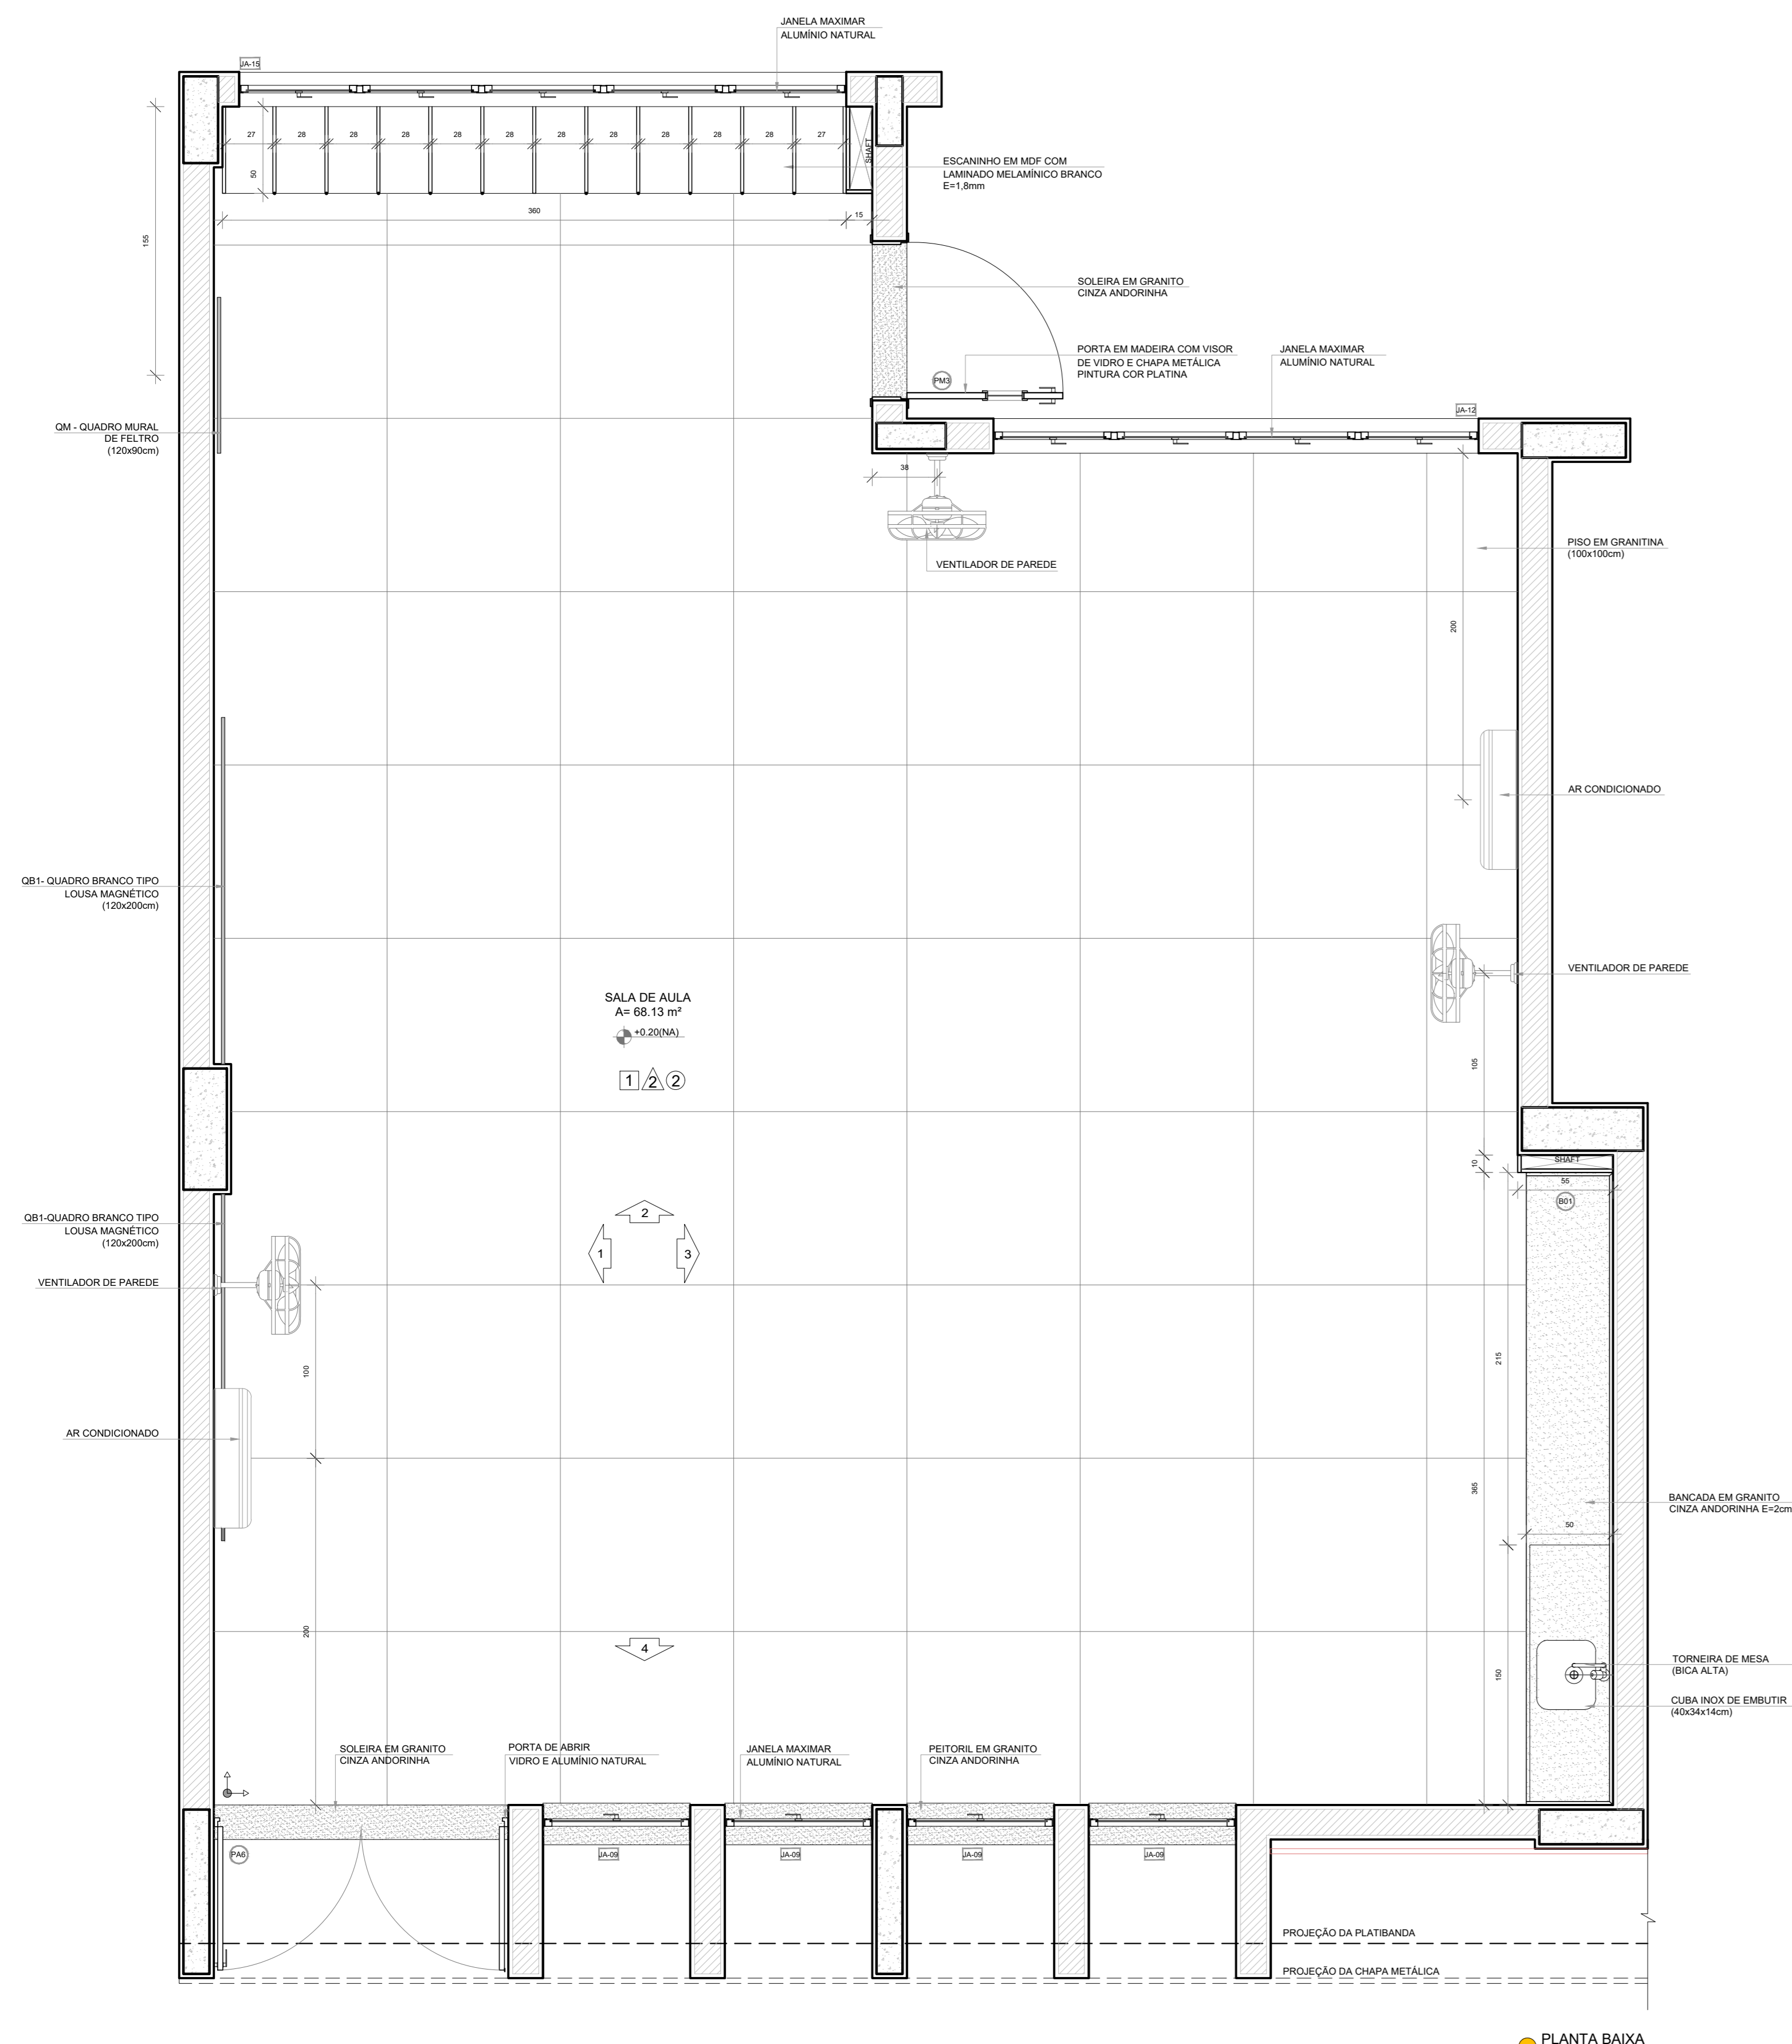 JANELA MAXIMAR
ALUMÍNIO NATURAL
JA-15
27 28 28 28 28 28 28 28 28 28 28 27
SHAFT
50
155
ESCANINHO EM MDF COM
LAMINADO MELAMÍNICO BRANCO
E=1,8mm
360
15
SOLEIRA EM GRANITO
CINZA ANDORINHA
PORTA EM MADEIRA COM VISOR
DE VIDRO E CHAPA METÁLICA
PINTURA COR PLATINA
JANELA MAXIMAR
ALUMÍNIO NATURAL
PM3
JA-12
QM - QUADRO MURAL
DE FELTRO
(120x90cm)
38
VENTILADOR DE PAREDE
PISO EM GRANITINA
(100x100cm)
200
AR CONDICIONADO
QB1- QUADRO BRANCO TIPO
LOUSA MAGNÉTICO
(120x200cm)
VENTILADOR DE PAREDE
SALA DE AULA
A= 68.13 m²
+0.20(NA)
1 2 2
105
10
SHAFT
55
B01
QB1-QUADRO BRANCO TIPO
LOUSA MAGNÉTICO
(120x200cm)
2
1 3
VENTILADOR DE PAREDE
100
215
AR CONDICIONADO
365
BANCADA EM GRANITO
CINZA ANDORINHA E=2cm
50
200
4
150
TORNEIRA DE MESA
(BICA ALTA)
CUBA INOX DE EMBUTIR
(40x34x14cm)
SOLEIRA EM GRANITO
CINZA ANDORINHA
PORTA DE ABRIR
VIDRO E ALUMÍNIO NATURAL
JANELA MAXIMAR
ALUMÍNIO NATURAL
PEITORIL EM GRANITO
CINZA ANDORINHA
PA6
JA-09 JA-09 JA-09 JA-09
PROJEÇÃO DA PLATIBANDA
PROJEÇÃO DA CHAPA METÁLICA
PLANTA BAIXA